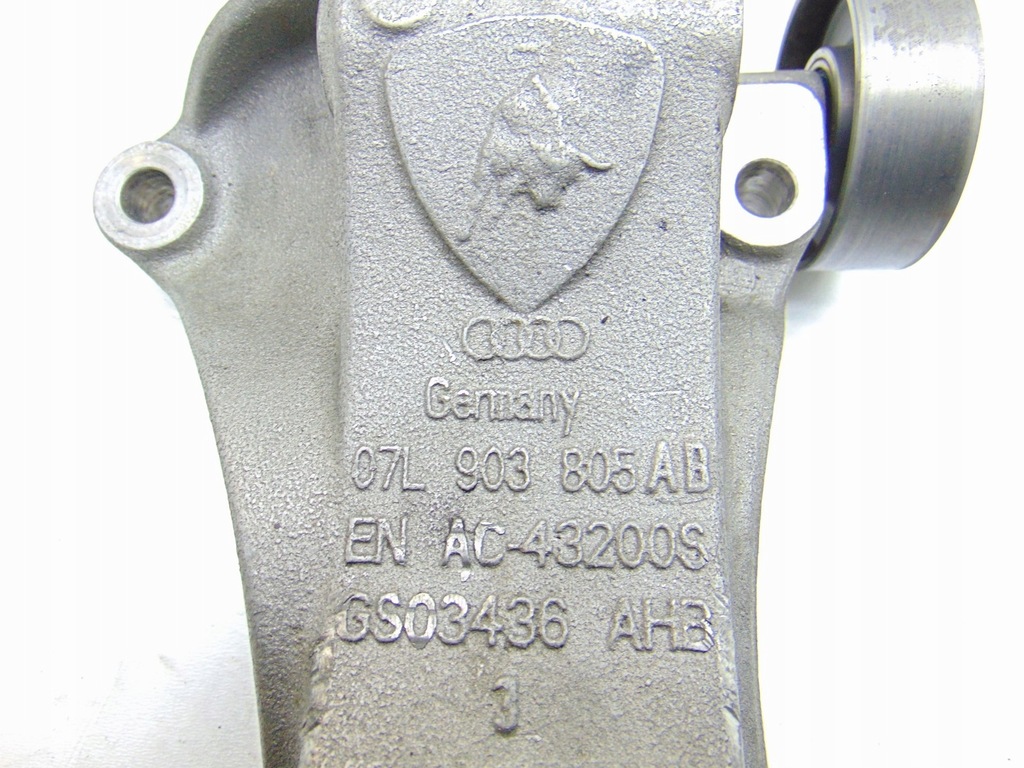 Germany
07L 903 805 AB
EN AC-43200S
GS03436 AHB
3